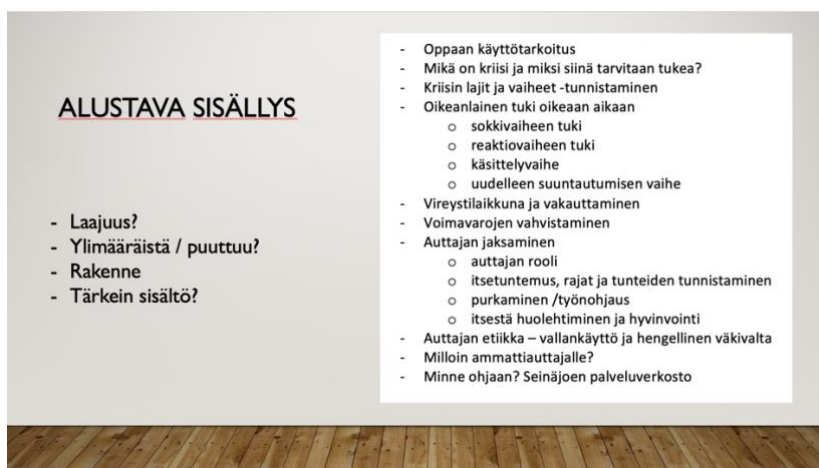 ALUSTAVA SISÄLLYS
- Laajuus?
- Ylimääräistä / puuttuu?
- Rakenne
- Tärkein sisältö?
- Oppaan käyttötarkoitus
- Mikä on kriisi ja miksi siinä tarvitaan tukea?
- Kriisin lajit ja vaiheet -tunnistaminen
- Oikeanlainen tuki oikeaan aikaan
o sokkivaiheen tuki
o reaktiovaiheen tuki
o käsittelyvaihe
o uudelleen suuntautumisen vaihe
- Vireystilaikkuna ja vakauttaminen
- Voimavarojen vahvistaminen
- Auttajan jaksaminen
o auttajan rooli
o itsetuntemus, rajat ja tunteiden tunnistaminen
o purkaminen /työnohjaus
o itsestä huolehtiminen ja hyvinvointi
- Auttajan etiikka – vallankäyttö ja hengellinen väkivalta
- Milloin ammattiauttajalle?
- Minne ohjaan? Seinäjoen palveluverkosto